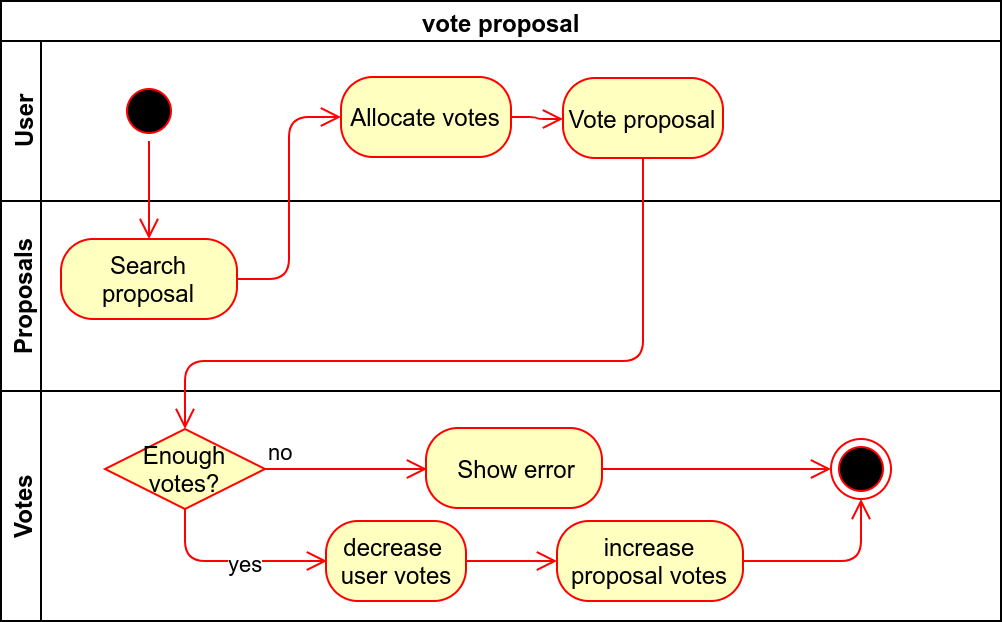 vote proposal
User
Allocate votes
Vote proposal
Proposals
Search
proposal
Votes
Enough
votes?
no
Show error
yes
decrease
user votes
increase
proposal votes